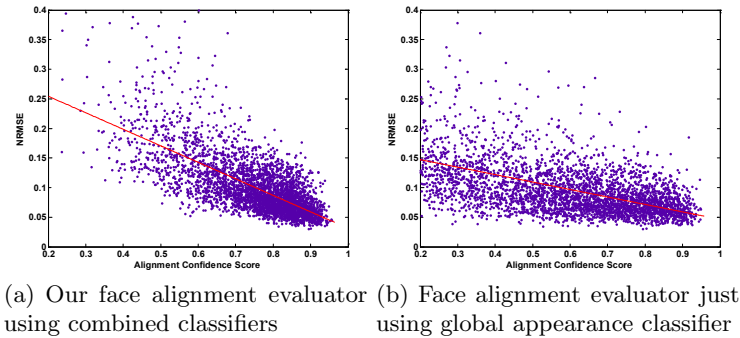 0.4
0.35
0.3
0.25
0.2
0.15
0.1
0.05
0
NRMSE
0.2 0.3 0.4 0.5 0.6 0.7 0.8 0.9 1
Alignment Confidence Score
0.4
0.35
0.3
0.25
0.2
0.15
0.1
0.05
0
NRMSE
0.2 0.3 0.4 0.5 0.6 0.7 0.8 0.9 1
Alignment Confidence Score
(a) Our face alignment evaluator
using combined classifiers
(b) Face alignment evaluator just
using global appearance classifier